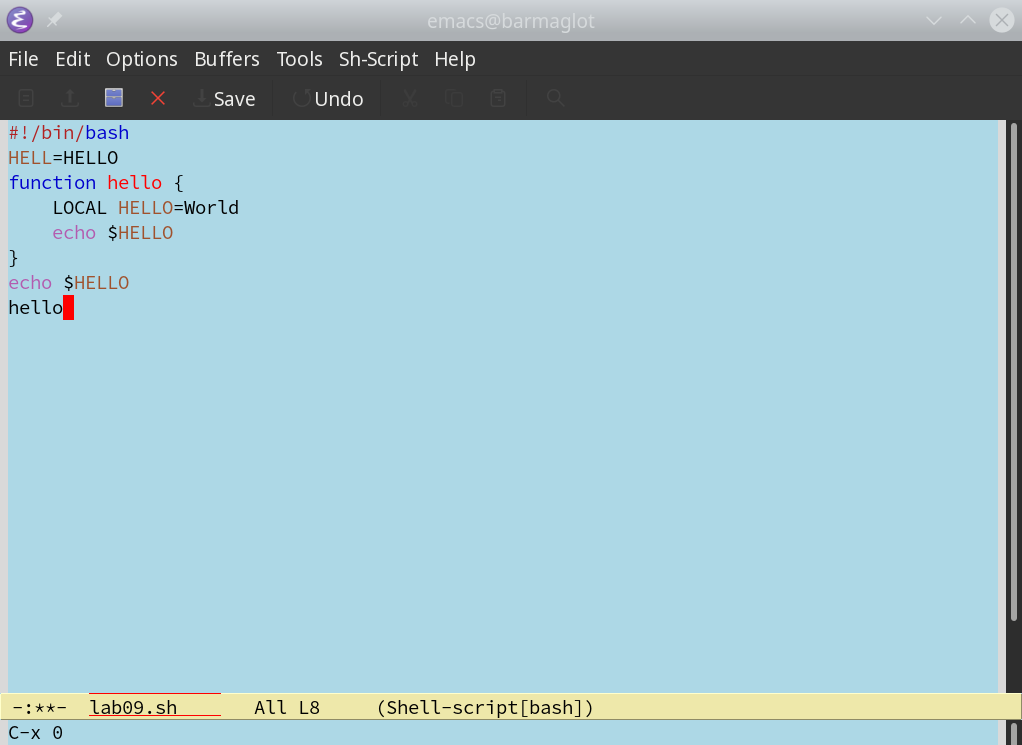 emacs@barmaglot
File Edit Options Buffers Tools Sh-Script Help
Save Undo
#!/bin/bash
HELL=HELLO
function hello {
    LOCAL HELLO=World
    echo $HELLO
}
echo $HELLO
hello
-:**-  lab09.sh       All L8     (Shell-script[bash])
C-x 0